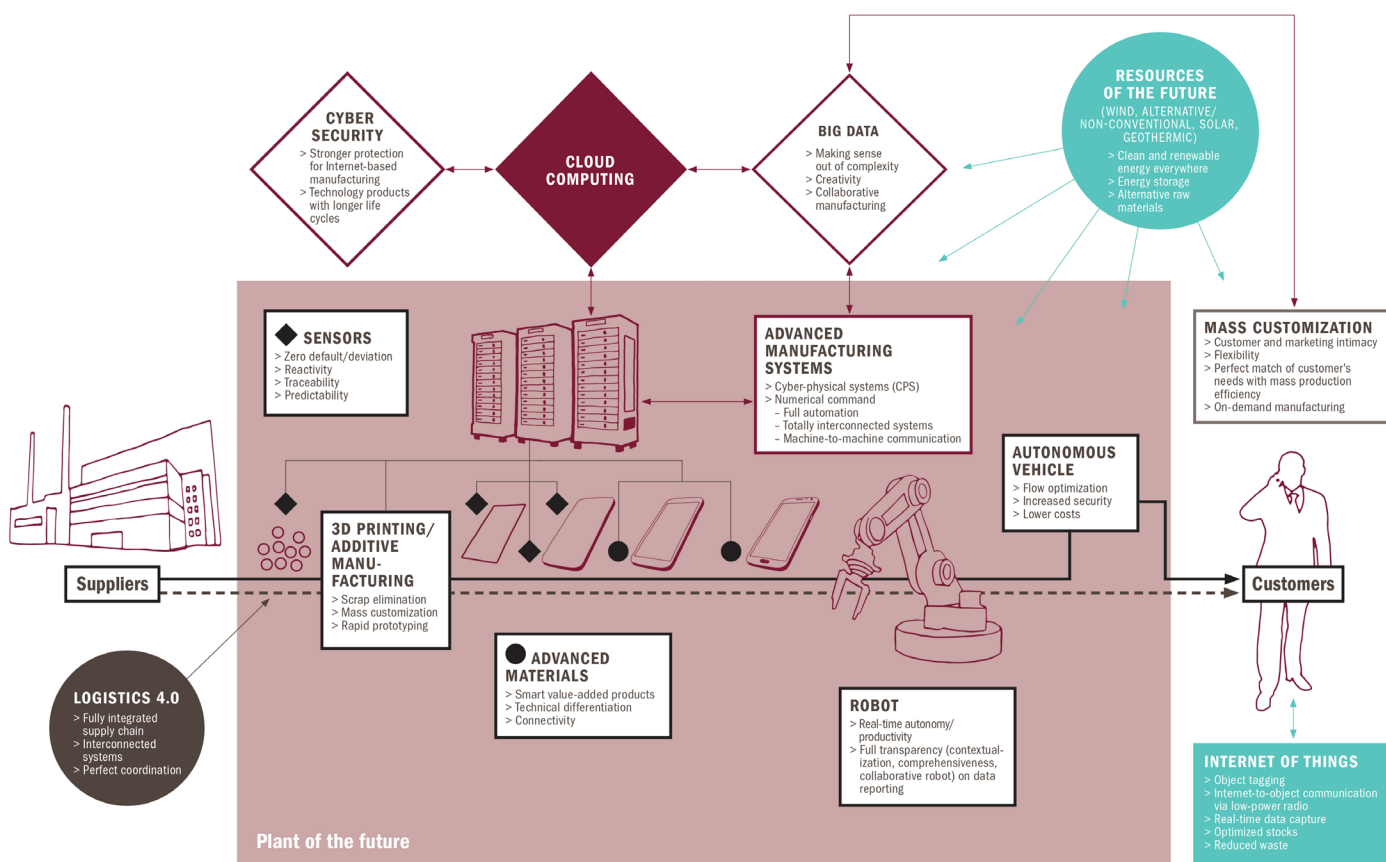 CYBER
SECURITY
> Stronger protection
for Internet-based
manufacturing
> Technology products
with longer life
cycles
CLOUD
COMPUTING
BIG DATA
> Making sense
out of complexity
> Creativity
> Collaborative
manufacturing
RESOURCES
OF THE FUTURE
(WIND, ALTERNATIVE/
NON-CONVENTIONAL, SOLAR,
GEOTHERMIC)
> Clean and renewable
energy everywhere
> Energy storage
> Alternative raw
materials
SENSORS
> Zero default/deviation
> Reactivity
> Traceability
> Predictability
ADVANCED
MANUFACTURING
SYSTEMS
> Cyber-physical systems (CPS)
> Numerical command
– Full automation
– Totally interconnected systems
– Machine-to-machine communication
MASS CUSTOMIZATION
> Customer and marketing intimacy
> Flexibility
> Perfect match of customer's
needs with mass production
efficiency
> On-demand manufacturing
AUTONOMOUS
VEHICLE
> Flow optimization
> Increased security
> Lower costs
3D PRINTING/
ADDITIVE
MANU-
FACTURING
> Scrap elimination
> Mass customization
> Rapid prototyping
Suppliers
Customers
ADVANCED
MATERIALS
> Smart value-added products
> Technical differentiation
> Connectivity
LOGISTICS 4.0
> Fully integrated
supply chain
> Interconnected
systems
> Perfect coordination
ROBOT
> Real-time autonomy/
productivity
> Full transparency (contextual-
ization, comprehensiveness,
collaborative robot) on data
reporting
INTERNET OF THINGS
> Object tagging
> Internet-to-object communication
via low-power radio
> Real-time data capture
> Optimized stocks
> Reduced waste
Plant of the future